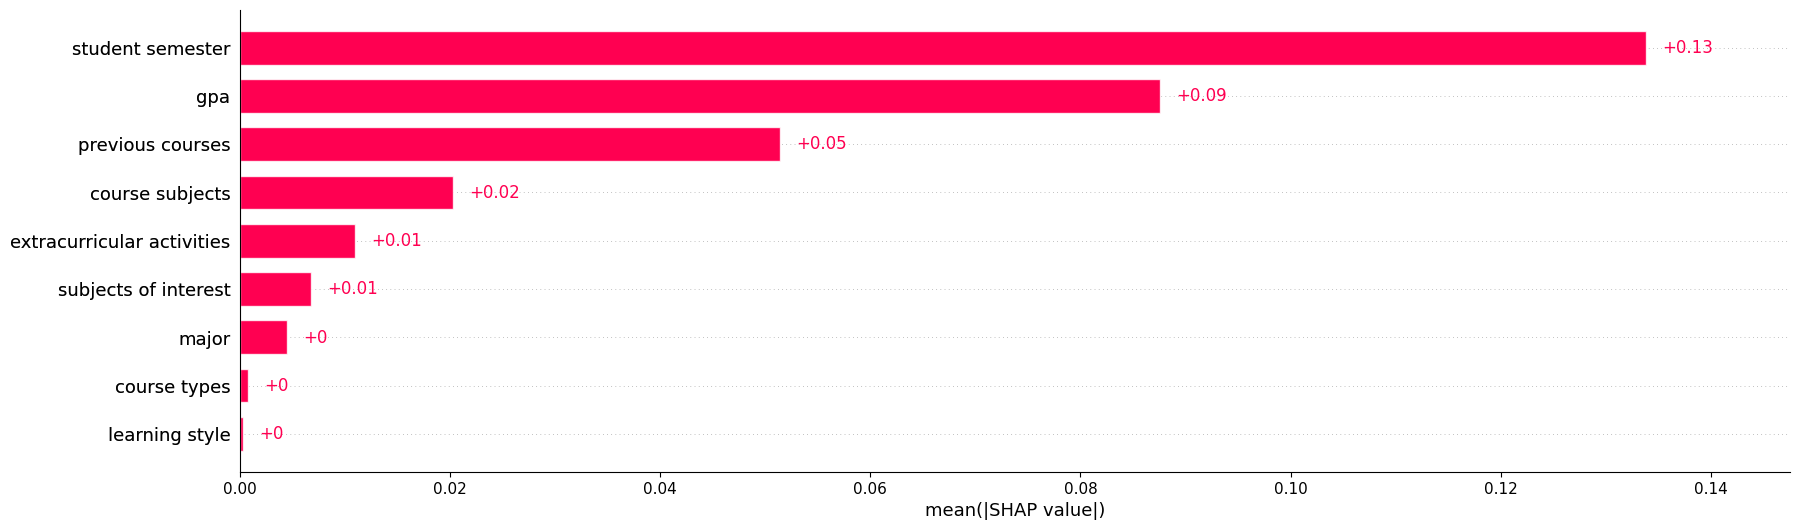 student semester +0.13
gpa +0.09
previous courses +0.05
course subjects +0.02
extracurricular activities +0.01
subjects of interest +0.01
major +0
course types +0
learning style +0
0.00 0.02 0.04 0.06 0.08 0.10 0.12 0.14
mean(|SHAP value|)